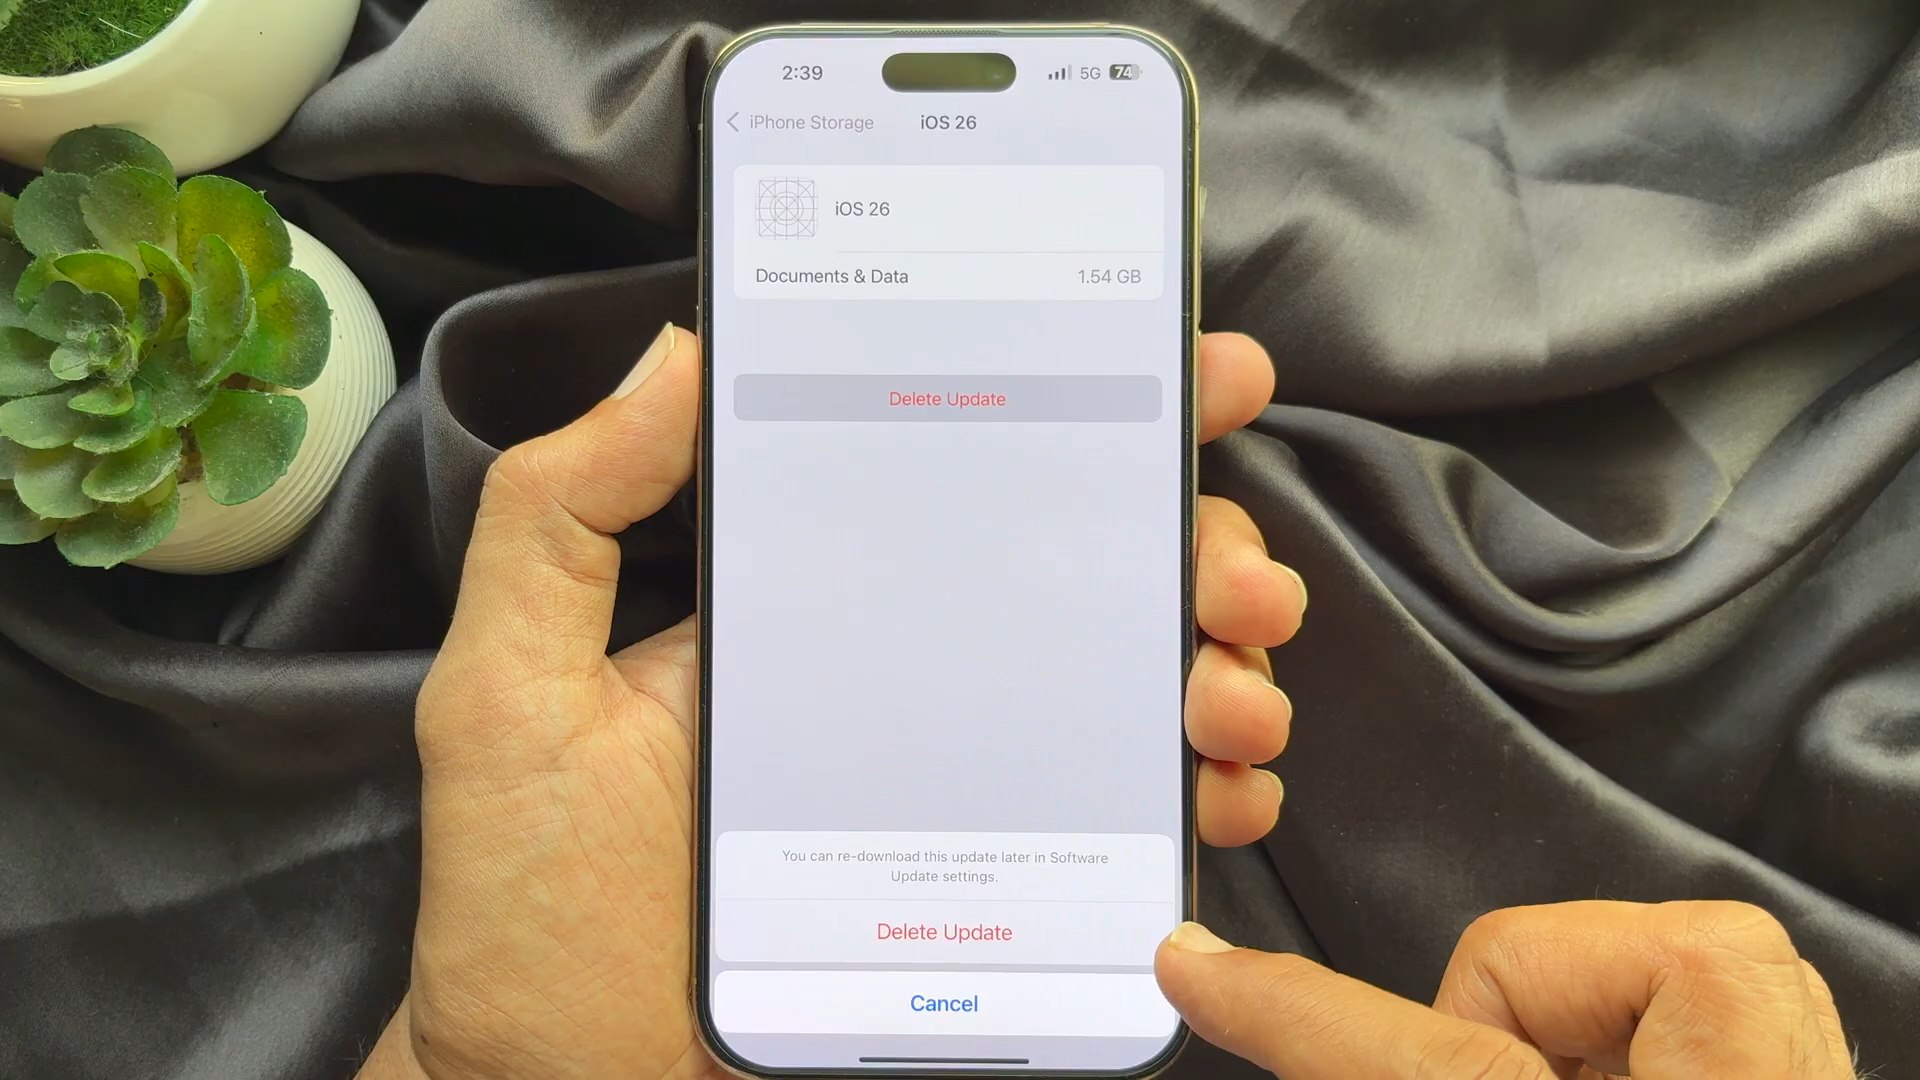 2:39
5G 74
iPhone Storage
iOS 26
iOS 26
Documents & Data 1.54 GB
Delete Update
You can re-download this update later in Software
Update settings.
Delete Update
Cancel